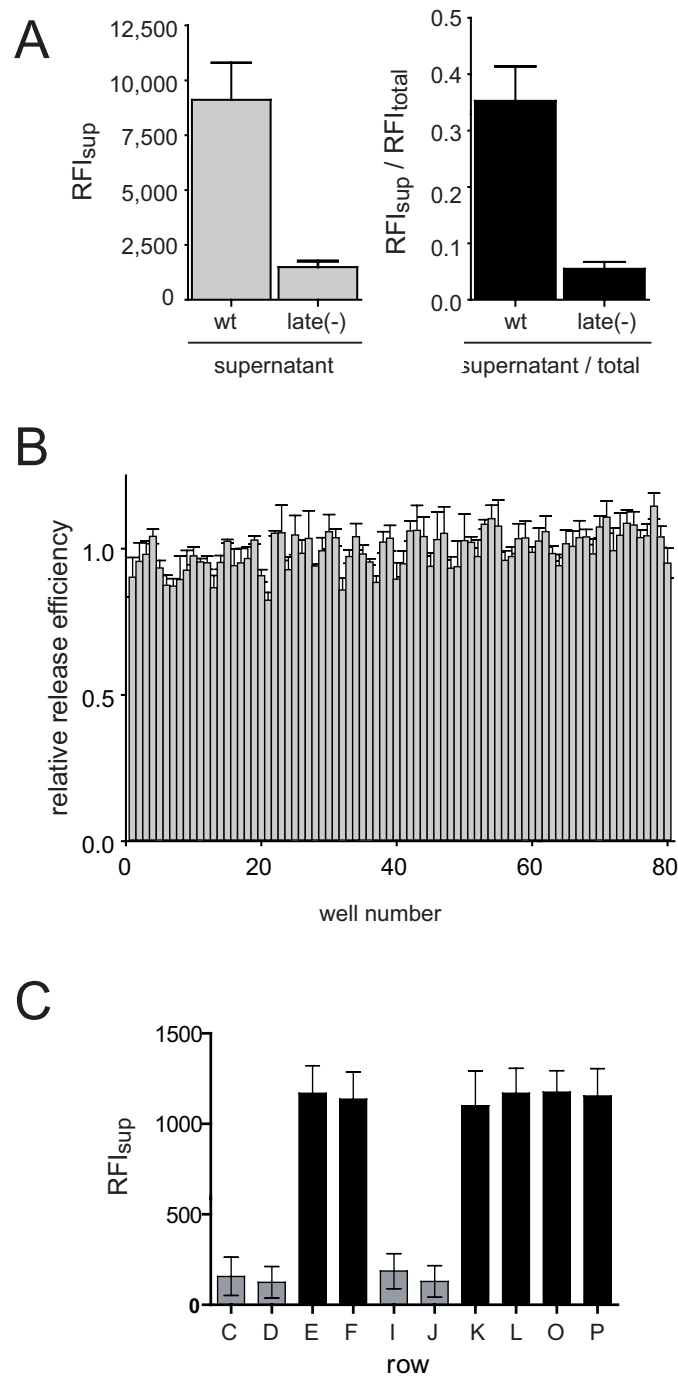 A
RFIsup
12,500
10,000
7,500
5,000
2,500
0
wt late(-)
supernatant
RFIsup / RFItotal
0.5
0.4
0.3
0.2
0.1
0.0
wt late(-)
supernatant / total
B
relative release efficiency
1.0
0.5
0.0
0 20 40 60 80
well number
C
RFIsup
1500
1000
500
0
C D E F I J K L O P
row